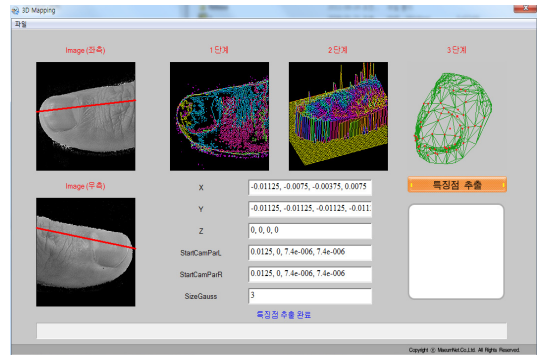 3D Mapping
파일
Image (좌측)
1단계
2단계
3단계
Image (우측)
X
-0.01125, -0.0075, -0.00375, 0.0075
Y
-0.01125, -0.01125, -0.01125, -0.011
Z
0, 0, 0, 0
StartCamParL
0.0125, 0, 7.4e-006, 7.4e-006
StartCamParR
0.0125, 0, 7.4e-006, 7.4e-006
SizeGauss
3
특징점 추출
특징점 추출 완료
Copyright ⓒ MacronNet.Co,Ltd. All Rights Reserved.